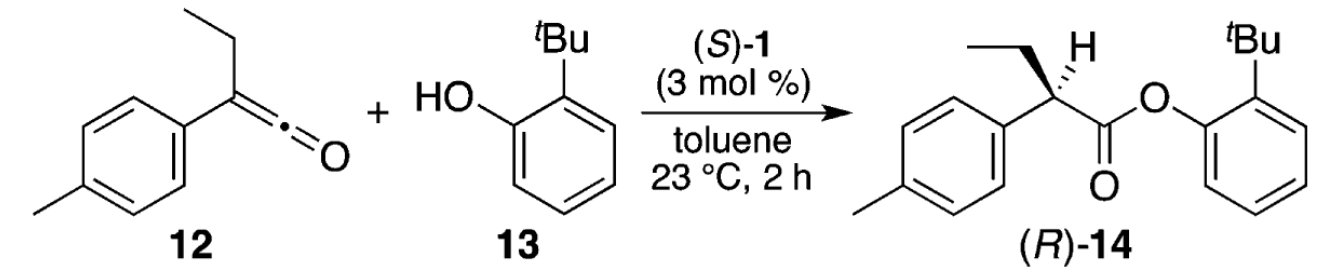 ᵗBu
HO
+
O
12
13
(S)-1
(3 mol %)
toluene
23 °C, 2 h
H
O
O
ᵗBu
(R)-14